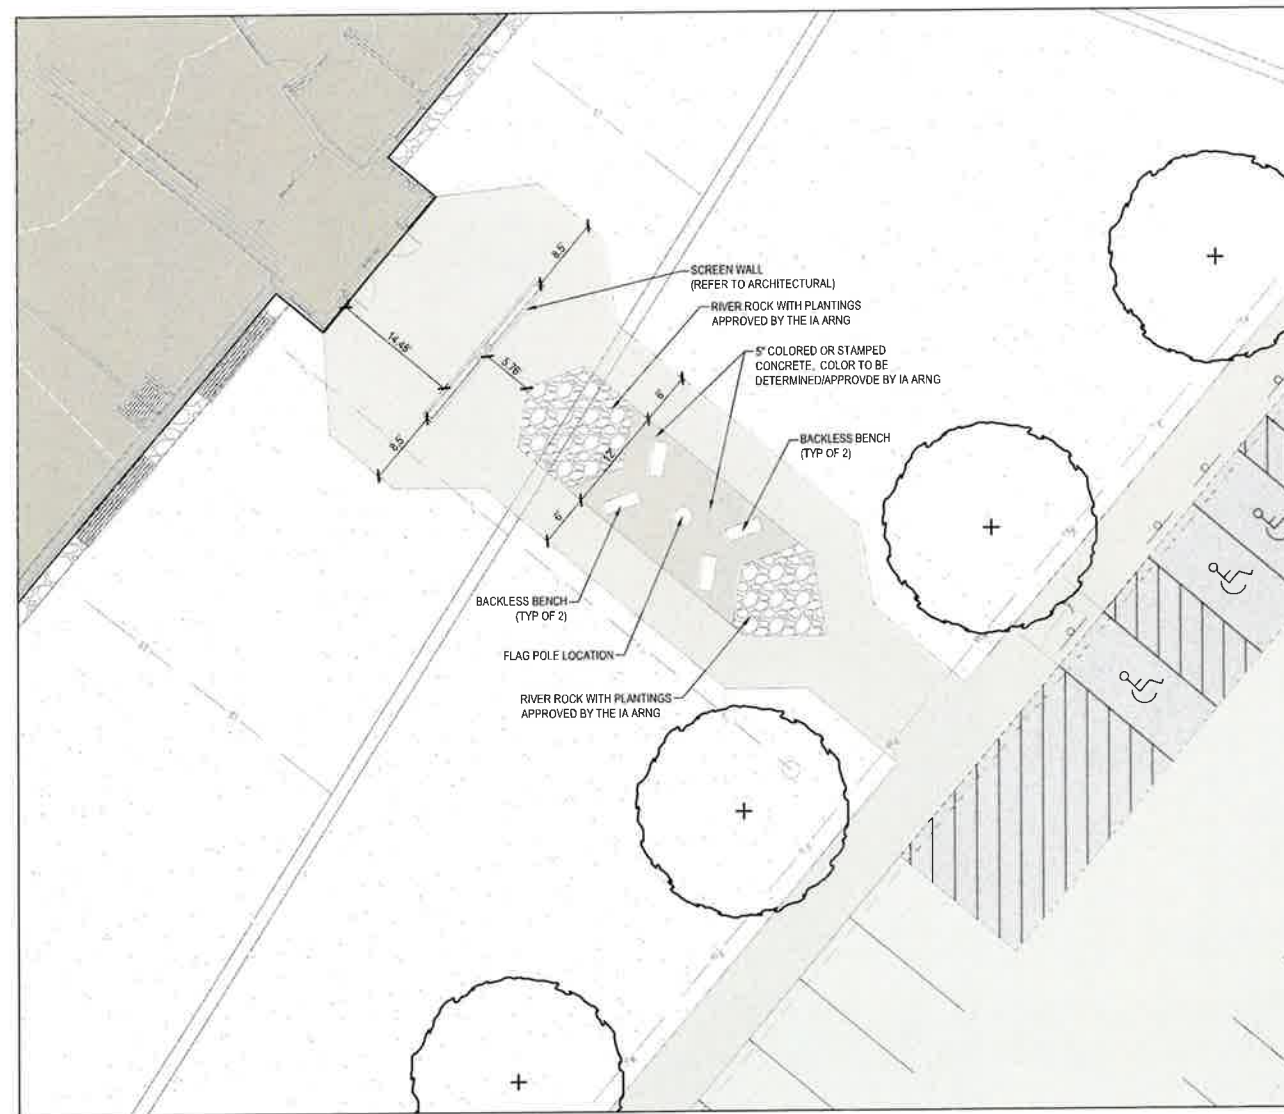 8.5'
SCREEN WALL
(REFER TO ARCHITECTURAL)
RIVER ROCK WITH PLANTINGS
APPROVED BY THE IA ARNG
14.48'
5.76'
5" COLORED OR STAMPED
CONCRETE, COLOR TO BE
DETERMINED/APPROVDE BY IA ARNG
6'
8.5'
12'
BACKLESS BENCH
(TYP OF 2)
6'
BACKLESS BENCH
(TYP OF 2)
FLAG POLE LOCATION
RIVER ROCK WITH PLANTINGS
APPROVED BY THE IA ARNG